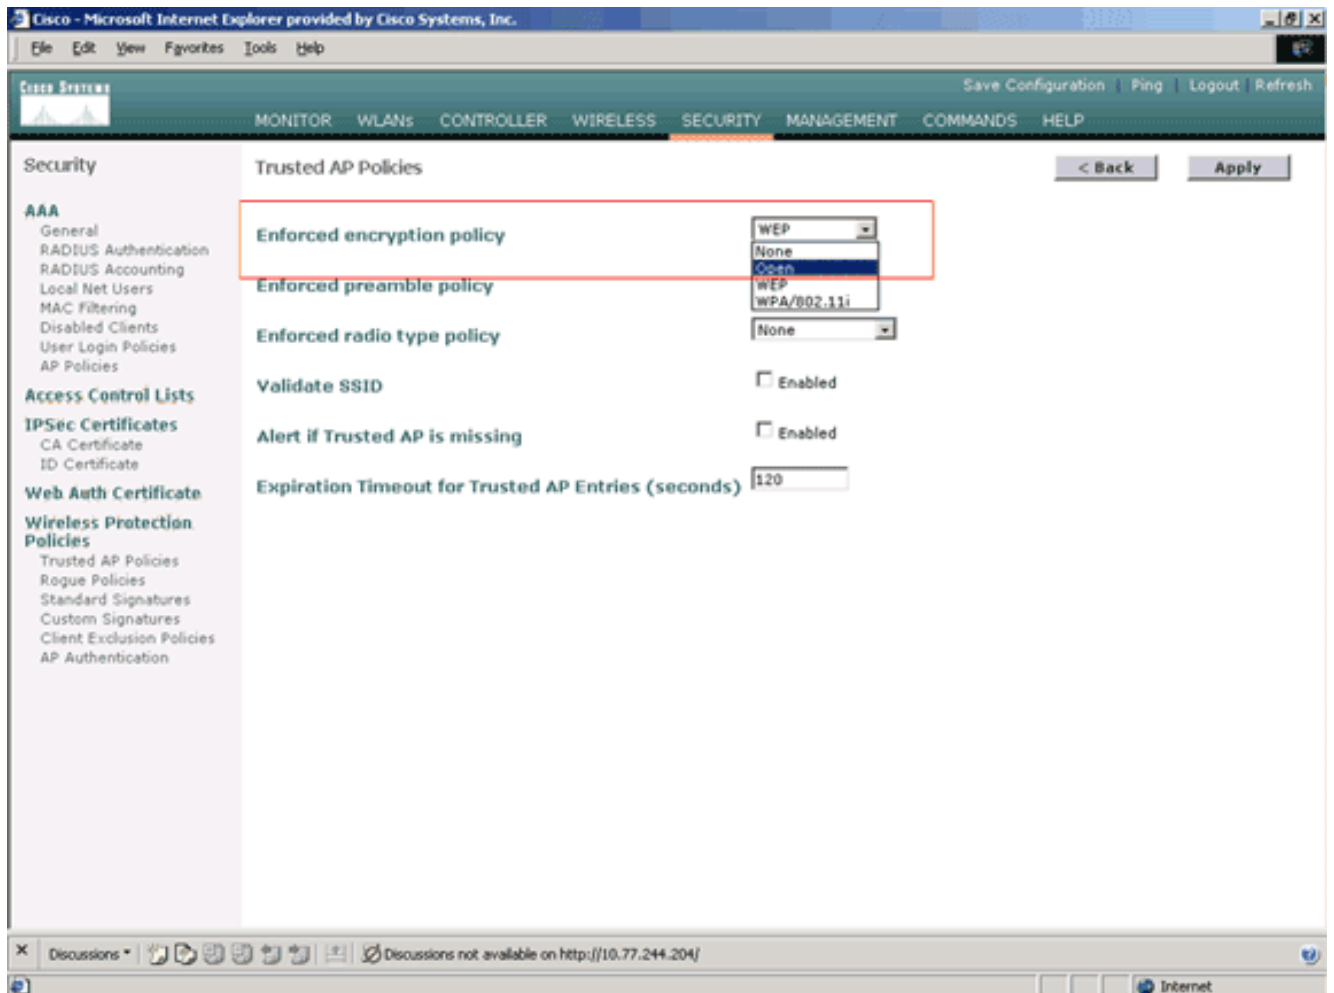 Cisco - Microsoft Internet Explorer provided by Cisco Systems, Inc.
File Edit View Favorites Tools Help
CISCO SYSTEMS
Save Configuration | Ping | Logout | Refresh
MONITOR WLANs CONTROLLER WIRELESS SECURITY MANAGEMENT COMMANDS HELP
Security
AAA
General
RADIUS Authentication
RADIUS Accounting
Local Net Users
MAC Filtering
Disabled Clients
User Login Policies
AP Policies
Access Control Lists
IPSec Certificates
CA Certificate
ID Certificate
Web Auth Certificate
Wireless Protection
Policies
Trusted AP Policies
Rogue Policies
Standard Signatures
Custom Signatures
Client Exclusion Policies
AP Authentication
Trusted AP Policies
< Back
Apply
Enforced encryption policy
WEP
None
Open
WEP
WPA/802.11i
Enforced preamble policy
Enforced radio type policy
None
Validate SSID
Enabled
Alert if Trusted AP is missing
Enabled
Expiration Timeout for Trusted AP Entries (seconds)
120
Discussions
Discussions not available on http://10.77.244.204/
Internet